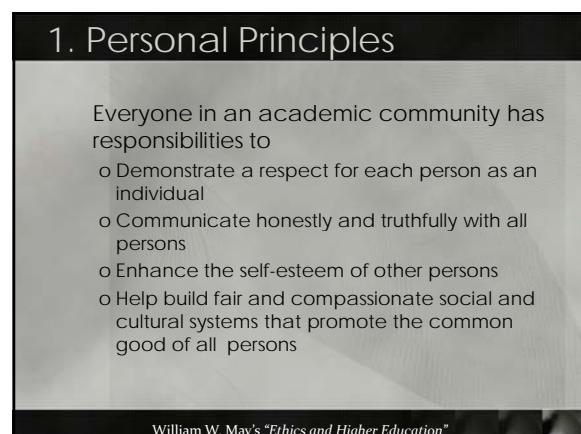 1. Personal Principles
Everyone in an academic community has
responsibilities to
o Demonstrate a respect for each person as an
individual
o Communicate honestly and truthfully with all
persons
o Enhance the self-esteem of other persons
o Help build fair and compassionate social and
cultural systems that promote the common
good of all persons
William W. May's "Ethics and Higher Education"